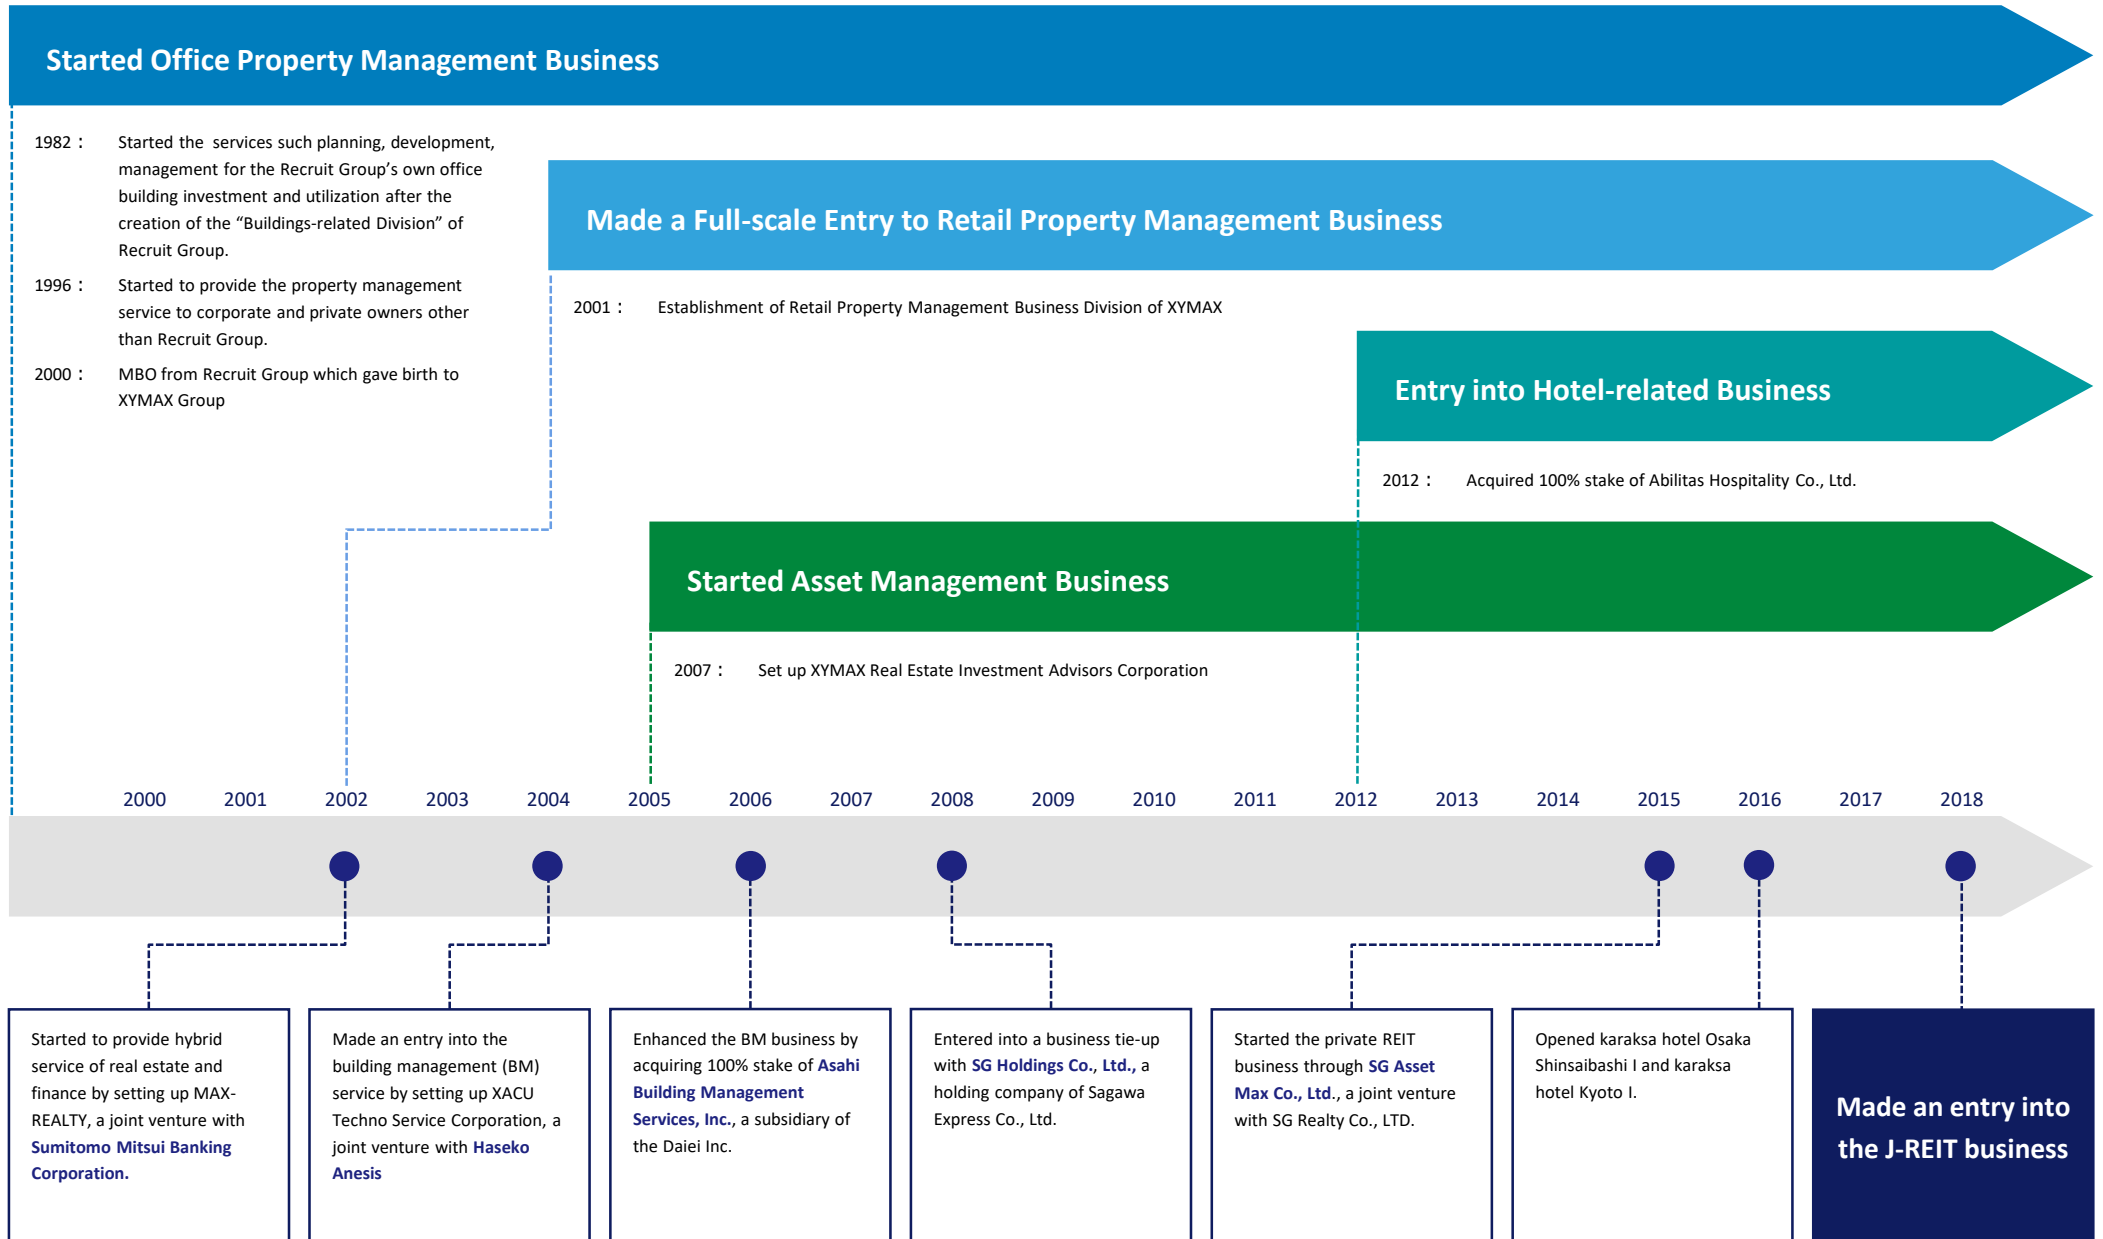 Started Office Property Management Business
1982 : Started the services such planning, development,
management for the Recruit Group’s own office
building investment and utilization after the
creation of the “Buildings-related Division” of
Recruit Group.
1996 : Started to provide the property management
service to corporate and private owners other
than Recruit Group.
2000 : MBO from Recruit Group which gave birth to
XYMAX Group
Made a Full-scale Entry to Retail Property Management Business
2001 : Establishment of Retail Property Management Business Division of XYMAX
Entry into Hotel-related Business
2012 : Acquired 100% stake of Abilitas Hospitality Co., Ltd.
Started Asset Management Business
2007 : Set up XYMAX Real Estate Investment Advisors Corporation
2000 2001 2002 2003 2004 2005 2006 2007 2008 2009 2010 2011 2012 2013 2014 2015 2016 2017 2018
Started to provide hybrid
service of real estate and
finance by setting up MAX-
REALTY, a joint venture with
Sumitomo Mitsui Banking
Corporation.
Made an entry into the
building management (BM)
service by setting up XACU
Techno Service Corporation, a
joint venture with Haseko
Anesis
Enhanced the BM business by
acquiring 100% stake of Asahi
Building Management
Services, Inc., a subsidiary of
the Daiei Inc.
Entered into a business tie-up
with SG Holdings Co., Ltd., a
holding company of Sagawa
Express Co., Ltd.
Started the private REIT
business through SG Asset
Max Co., Ltd., a joint venture
with SG Realty Co., LTD.
Opened karaksa hotel Osaka
Shinsaibashi I and karaksa
hotel Kyoto I.
Made an entry into
the J-REIT business